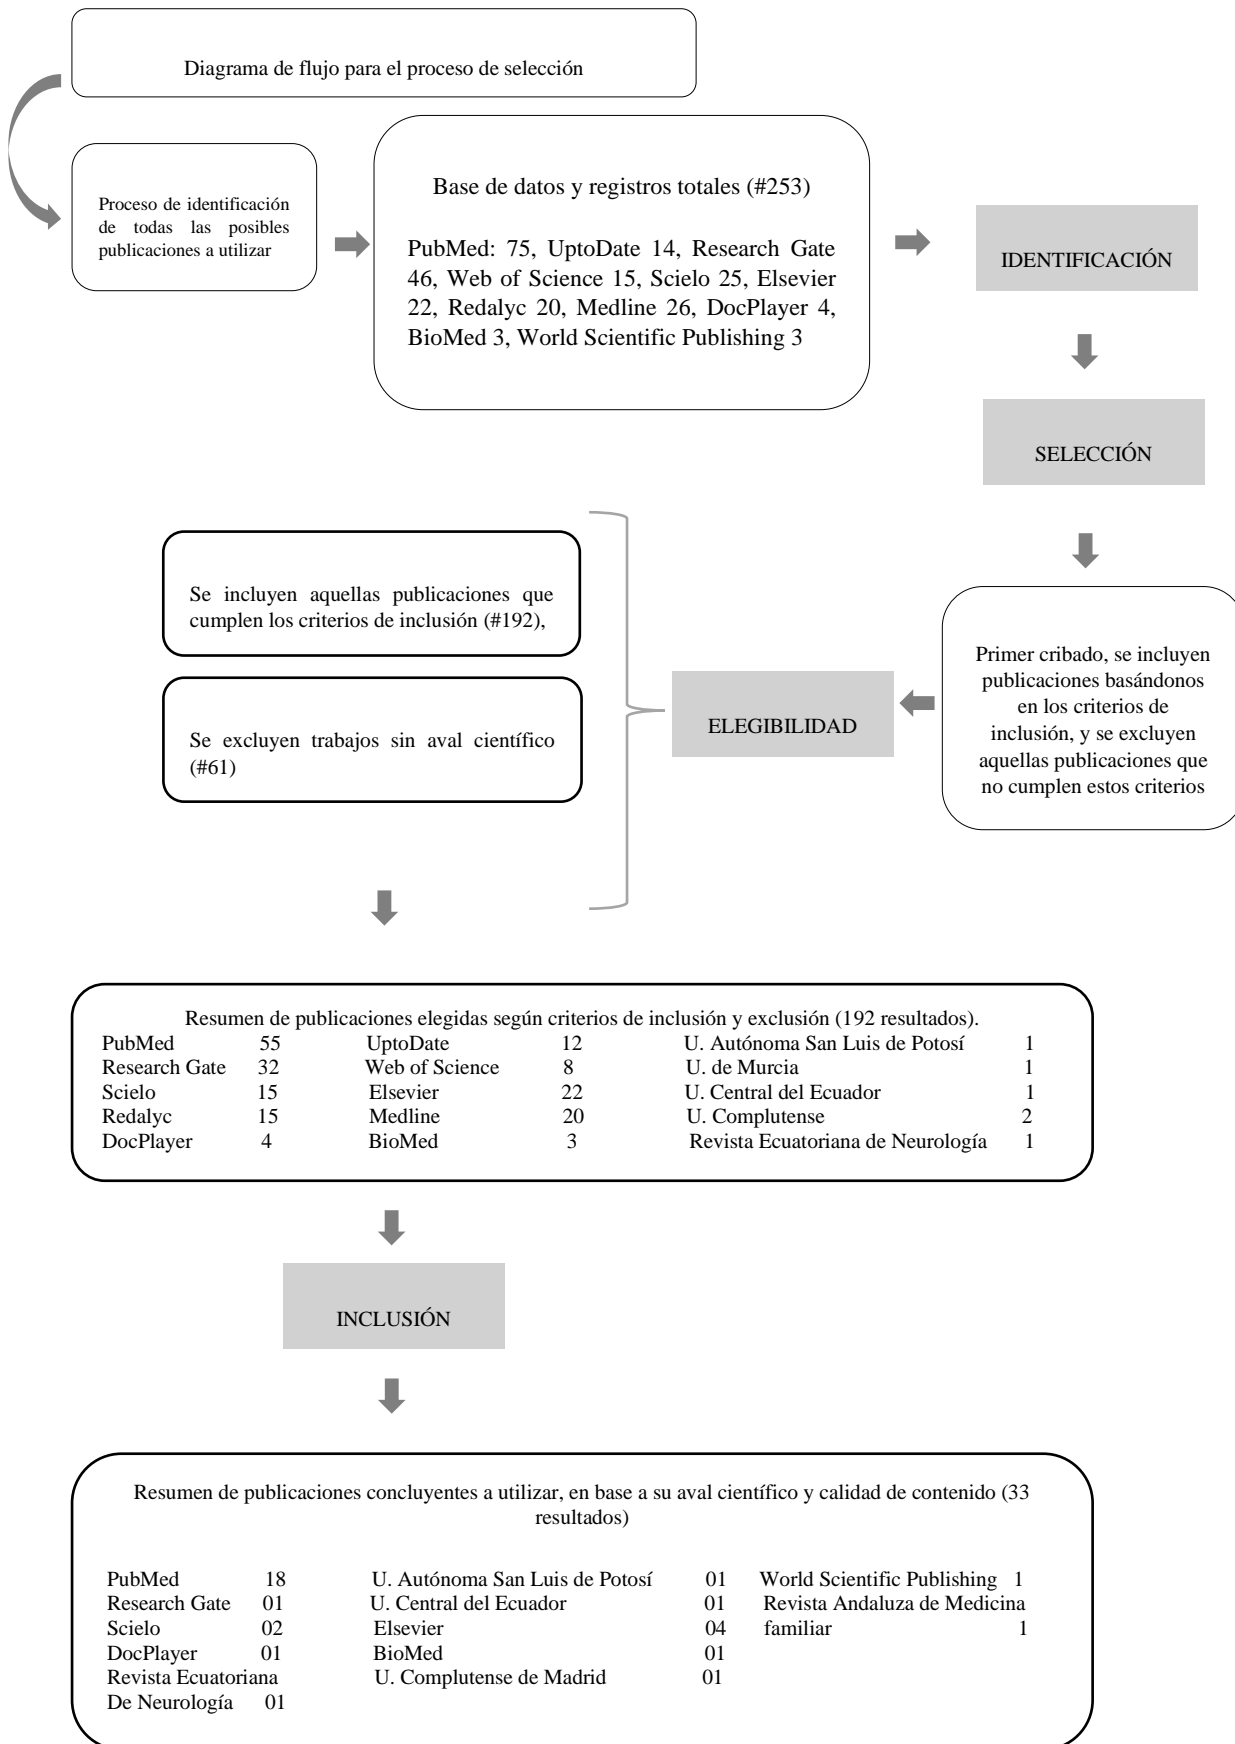 Diagrama de flujo para el proceso de selección
Proceso de identificación
de todas las posibles
publicaciones a utilizar
Base de datos y registros totales (#253)
PubMed: 75, UptoDate 14, Research Gate
46, Web of Science 15, Scielo 25, Elsevier
22, Redalyc 20, Medline 26, DocPlayer 4,
BioMed 3, World Scientific Publishing 3
IDENTIFICACIÓN
SELECCIÓN
Primer cribado, se incluyen
publicaciones basándonos
en los criterios de
inclusión, y se excluyen
aquellas publicaciones que
no cumplen estos criterios
ELEGIBILIDAD
Se incluyen aquellas publicaciones que
cumplen los criterios de inclusión (#192),
Se excluyen trabajos sin aval científico
(#61)
Resumen de publicaciones elegidas según criterios de inclusión y exclusión (192 resultados).
PubMed 55 UptoDate 12 U. Autónoma San Luis de Potosí 1
Research Gate 32 Web of Science 8 U. de Murcia 1
Scielo 15 Elsevier 22 U. Central del Ecuador 1
Redalyc 15 Medline 20 U. Complutense 2
DocPlayer 4 BioMed 3 Revista Ecuatoriana de Neurología 1
INCLUSIÓN
Resumen de publicaciones concluyentes a utilizar, en base a su aval científico y calidad de contenido (33
resultados)
PubMed 18 U. Autónoma San Luis de Potosí 01 World Scientific Publishing 1
Research Gate 01 U. Central del Ecuador 01 Revista Andaluza de Medicina
Scielo 02 Elsevier 04 familiar 1
DocPlayer 01 BioMed 01
Revista Ecuatoriana U. Complutense de Madrid 01
De Neurología 01